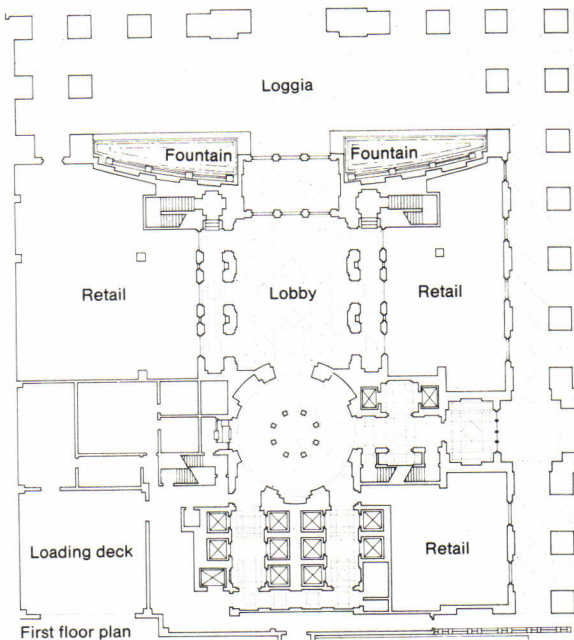 Loggia
Fountain
Fountain
Retail
Lobby
Retail
Loading deck
Retail
First floor plan